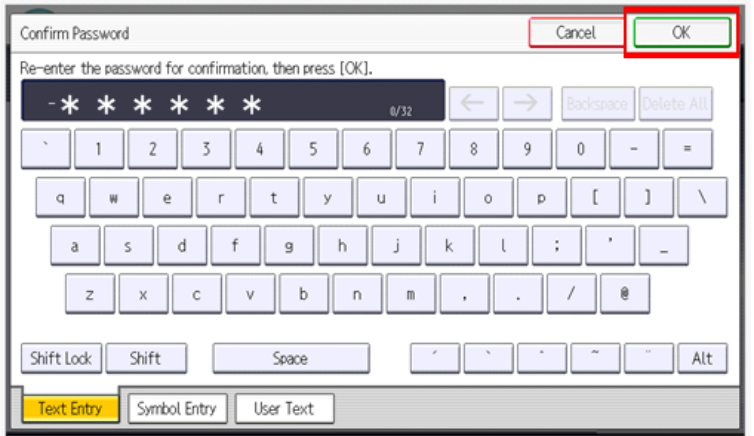 Confirm Password Cancel OK
Re-enter the password for confirmation, then press [OK].
-* * * * * * 0/32 ← → Backspace Delete All
` 1 2 3 4 5 6 7 8 9 0 - =
q w e r t y u i o p [ ] \
a s d f g h j k l ; ' _
z x c v b n m , . / @
Shift Lock Shift Space ´ ` ^ ~ ¨ Alt
Text Entry Symbol Entry User Text